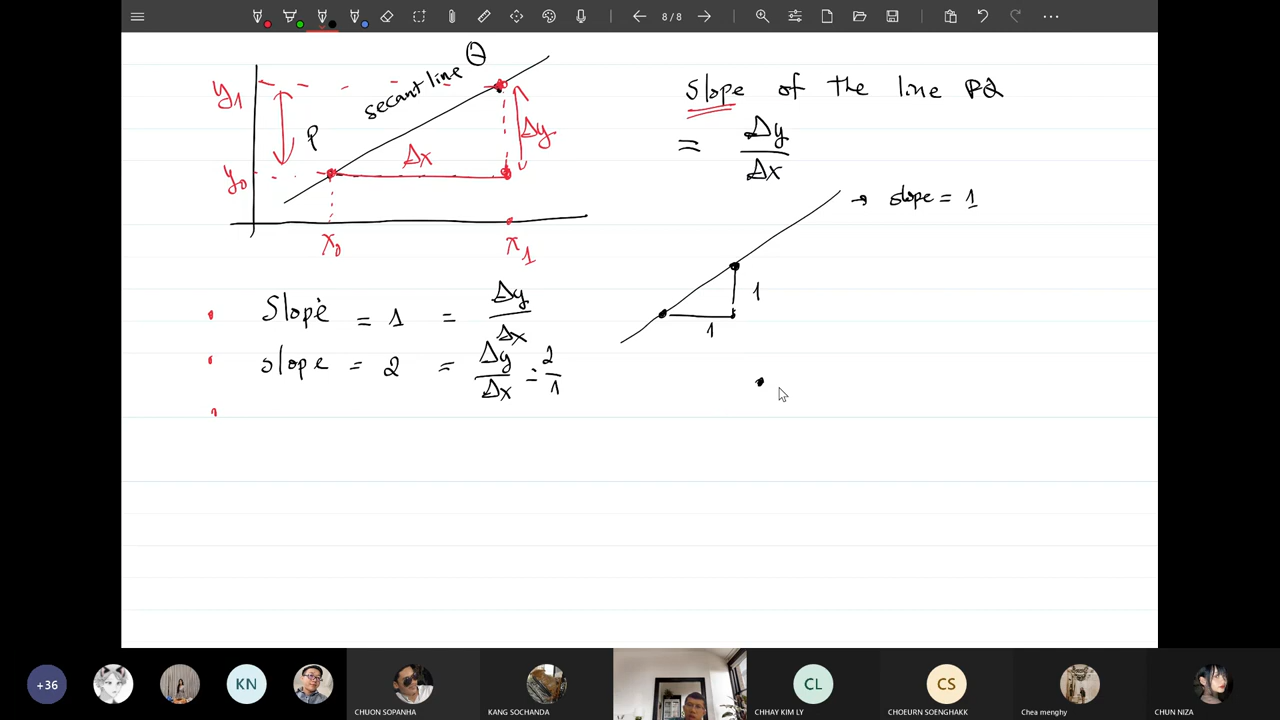 8/8
y₁
P
secant line
Q
Δy
y₀
Δx
x₀
x₁
Slope of the line PQ
= Δy/Δx
→ slope = 1
1
1
• Slope = 1 = Δy/Δx
• slope = 2 = Δy/Δx = 2/1
•
+36
KN
CHUON SOPANHA
KANG SOCHANDA
CL
CHHAY KIM LY
CS
CHOEURN SOENGHAKK
Chea menghy
CHUN NIZA